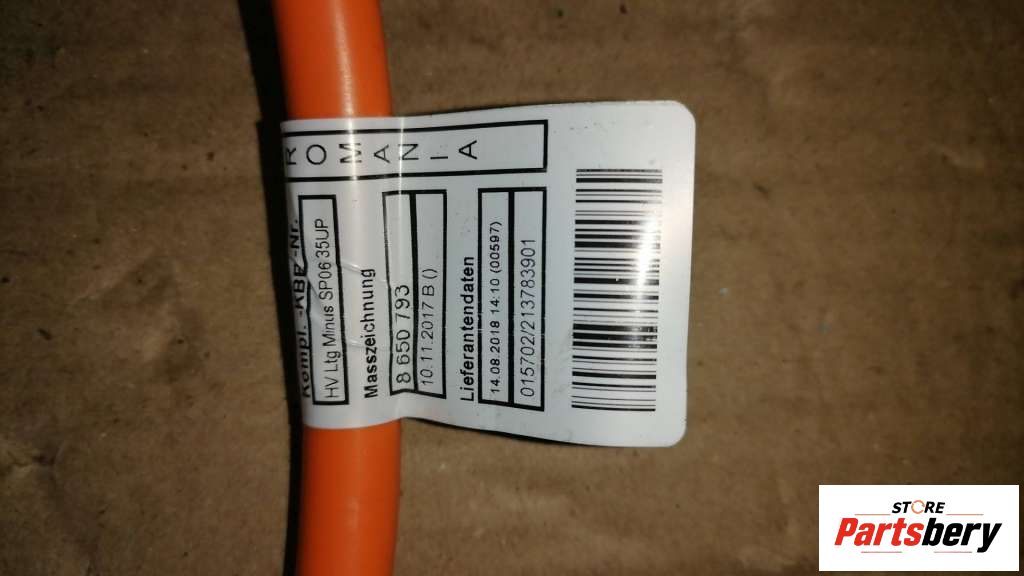 ROMANIA
Kompl. -KBL-Nr.
HV Ltg Minus SP06 35UP
Masszeichnung
8 650 793
10.11.2017 B ()
Lieferantendaten
14.08.2018 14:10 (00597)
015702/213783901
STORE
Partsbery